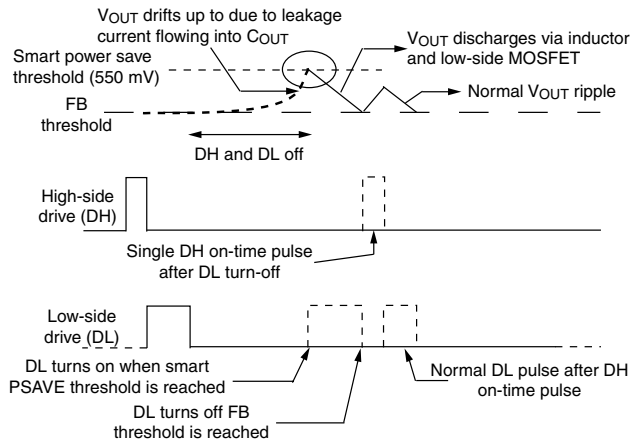 VOUT drifts up to due to leakage
current flowing into COUT
Smart power save
threshold (550 mV)
VOUT discharges via inductor
and low-side MOSFET
FB
threshold
Normal VOUT ripple
DH and DL off
High-side
drive (DH)
Single DH on-time pulse
after DL turn-off
Low-side
drive (DL)
DL turns on when smart
PSAVE threshold is reached
Normal DL pulse after DH
on-time pulse
DL turns off FB
threshold is reached